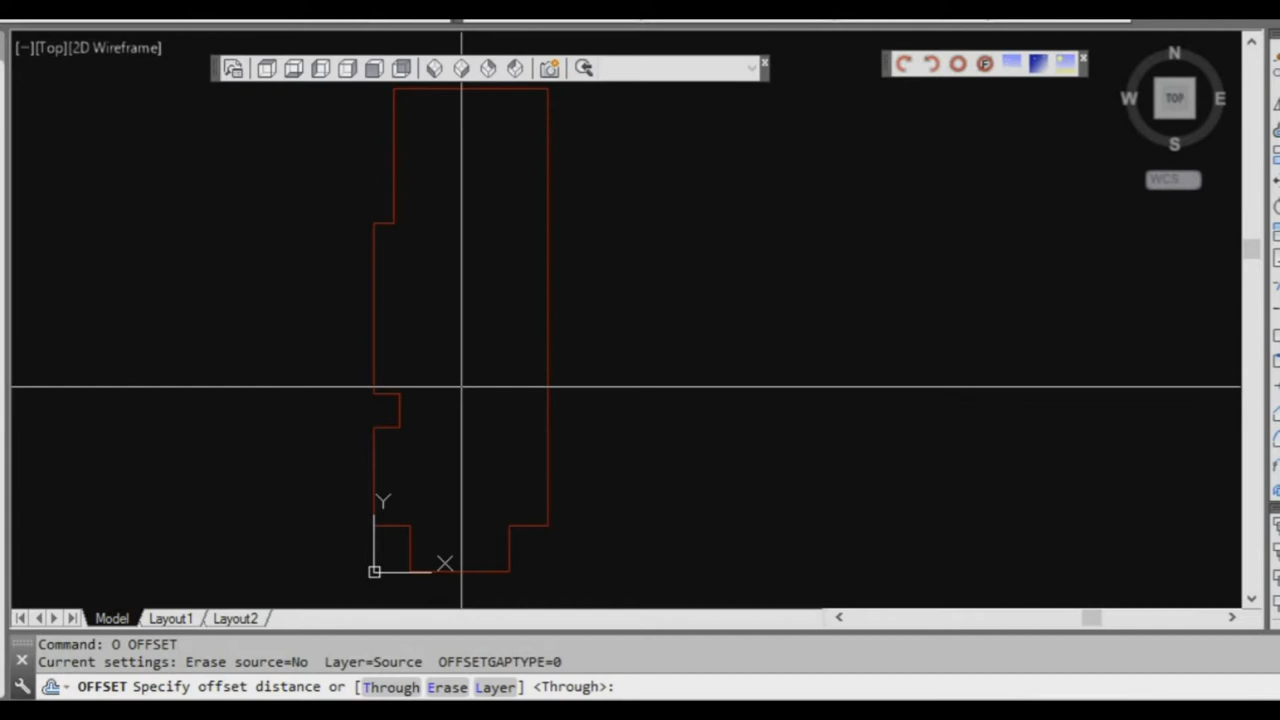 [−][Top][2D Wireframe]
N
W TOP E
S
WCS
F
Y
X
Model Layout1 Layout2
Command: O OFFSET
Current settings: Erase source=No Layer=Source OFFSETGAPTYPE=0
OFFSET Specify offset distance or [Through Erase Layer] <Through>: